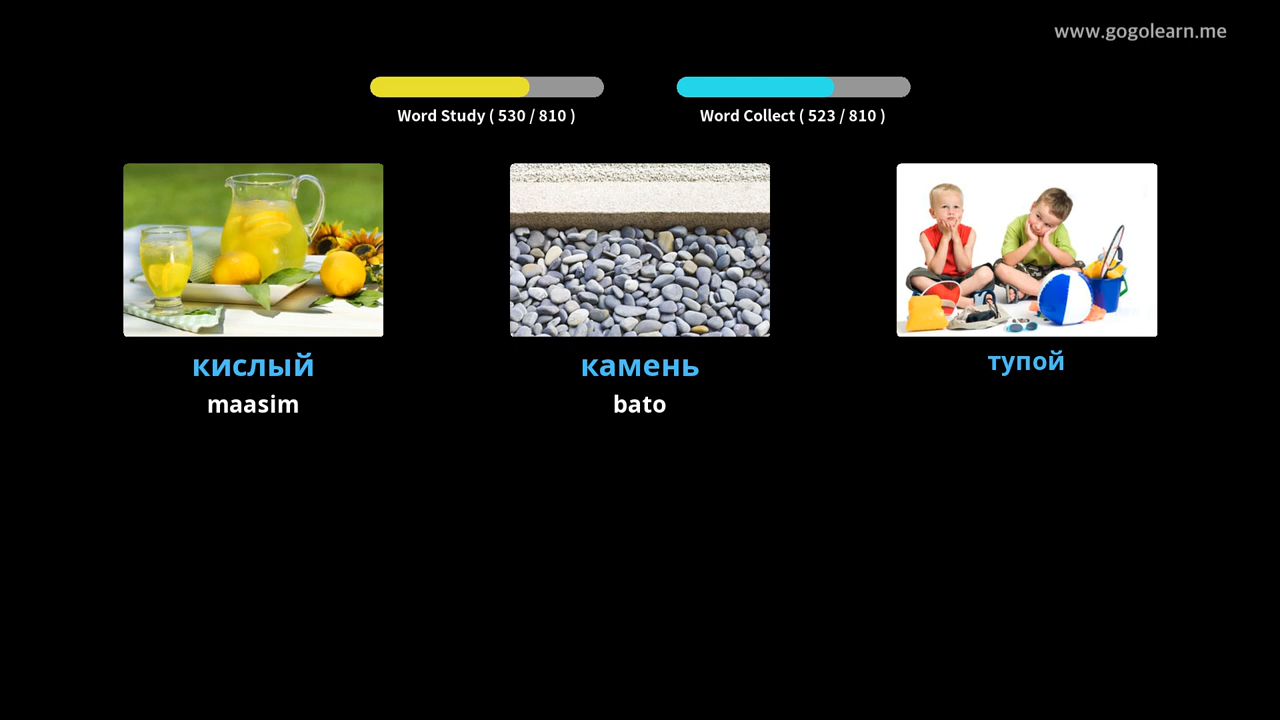 www.gogolearn.me
Word Study ( 530 / 810 )
Word Collect ( 523 / 810 )
кислый
maasim
камень
bato
тупой